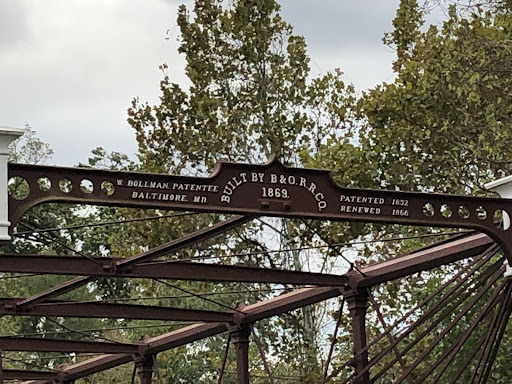 W. BOLLMAN, PATENTEE
BALTIMORE, MD.
BUILT BY B&O.R.R.CO.
1869.
PATENTED 1852
RENEWED 1866